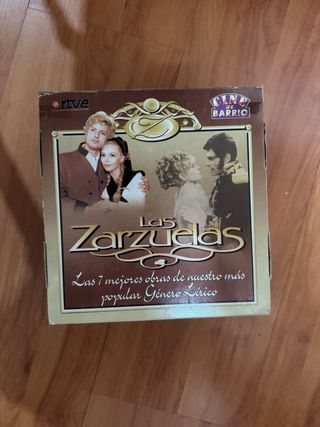 rtve
CINE
DE
BARRIO
Las
Zarzuelas
Las 7 mejores obras de nuestro más
popular Género Lírico